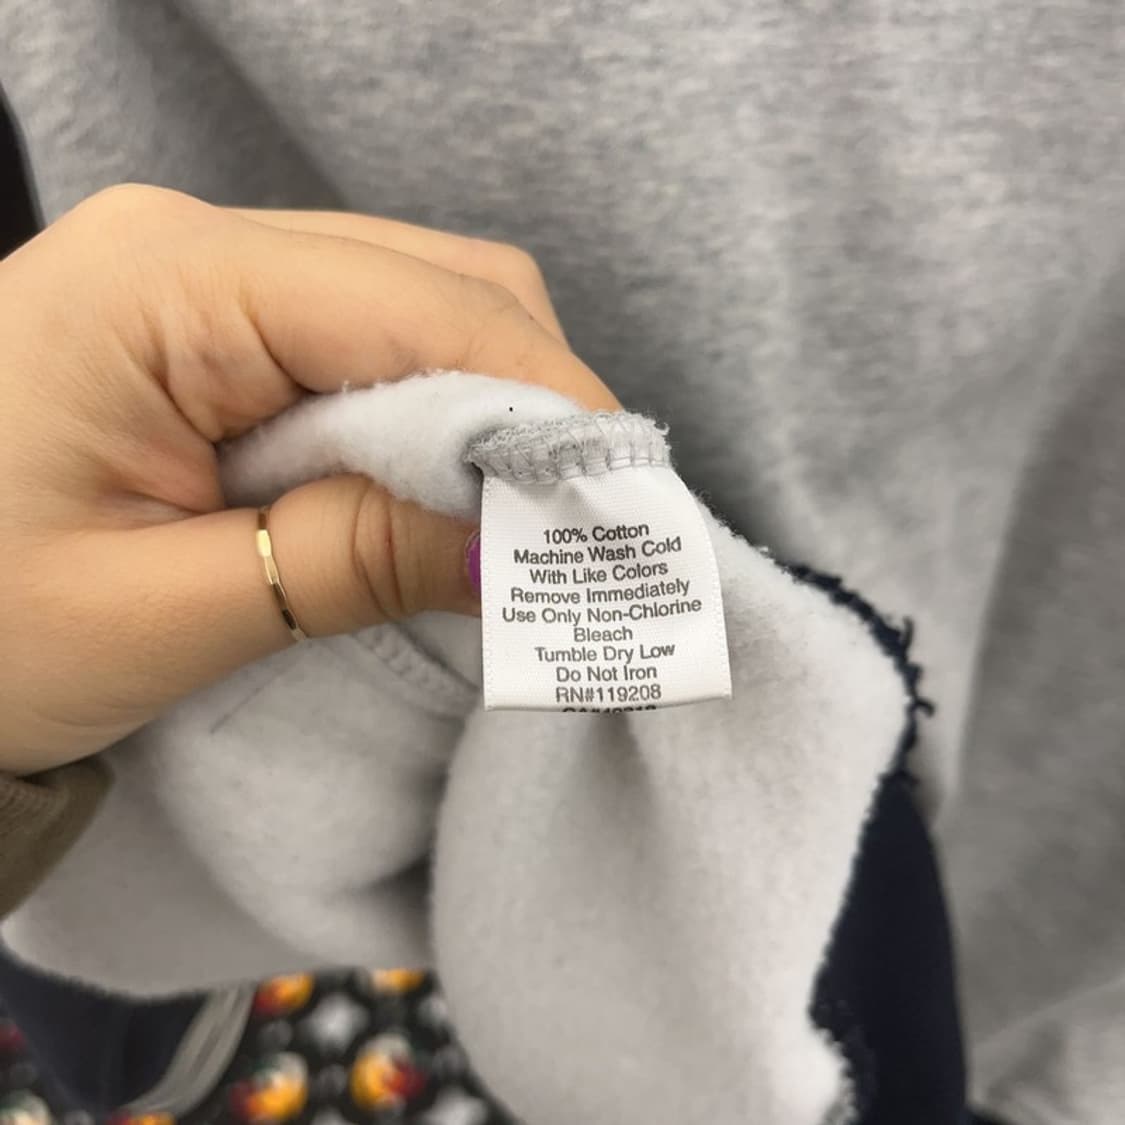 100% Cotton
Machine Wash Cold
With Like Colors
Remove Immediately
Use Only Non-Chlorine
Bleach
Tumble Dry Low
Do Not Iron
RN#119208